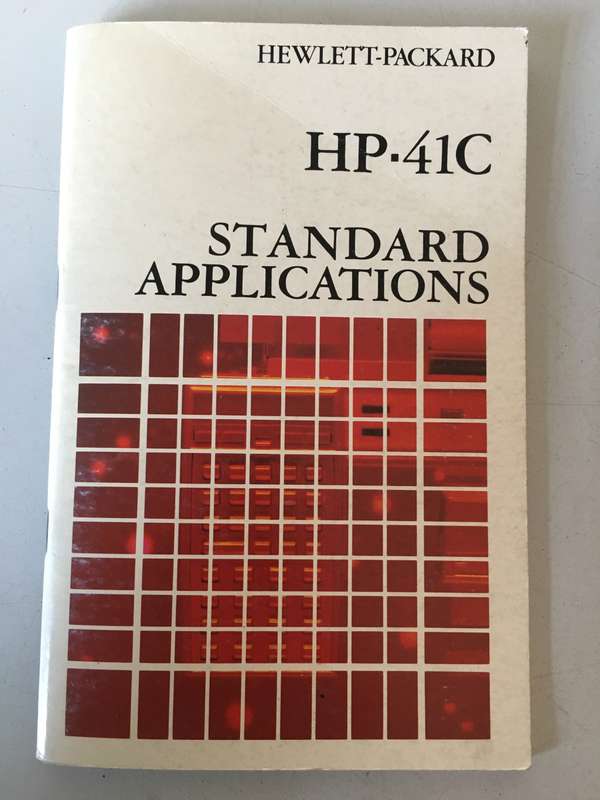 HEWLETT-PACKARD
HP·41C
STANDARD
APPLICATIONS